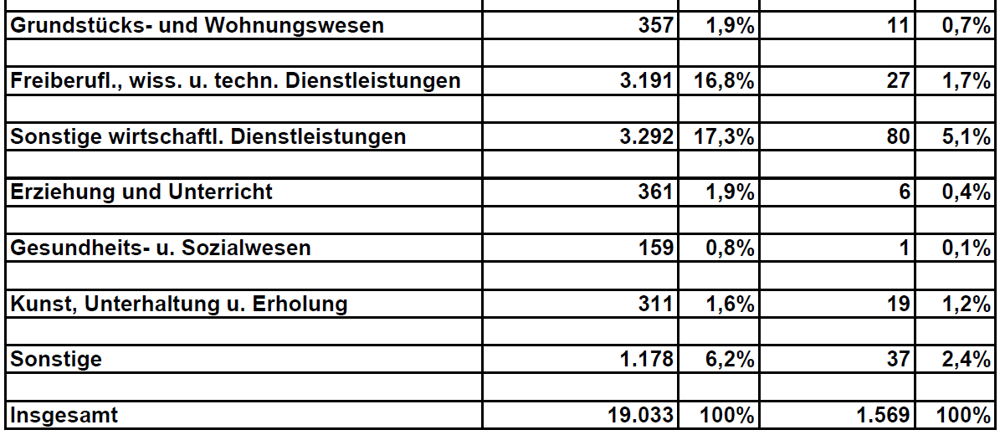 Grundstücks- und Wohnungswesen 357 1,9% 11 0,7%
Freiberufl., wiss. u. techn. Dienstleistungen 3.191 16,8% 27 1,7%
Sonstige wirtschaftl. Dienstleistungen 3.292 17,3% 80 5,1%
Erziehung und Unterricht 361 1,9% 6 0,4%
Gesundheits- u. Sozialwesen 159 0,8% 1 0,1%
Kunst, Unterhaltung u. Erholung 311 1,6% 19 1,2%
Sonstige 1.178 6,2% 37 2,4%
Insgesamt 19.033 100% 1.569 100%